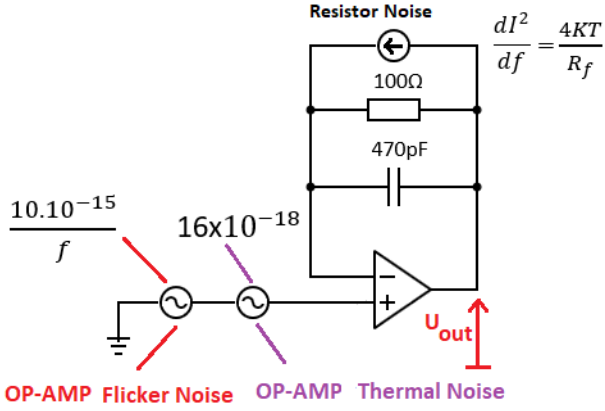 Resistor Noise
dI²/df = 4KT/R_f
100Ω
470pF
10.10⁻¹⁵/f
16x10⁻¹⁸
−
+
U_out
OP-AMP Flicker Noise
OP-AMP Thermal Noise